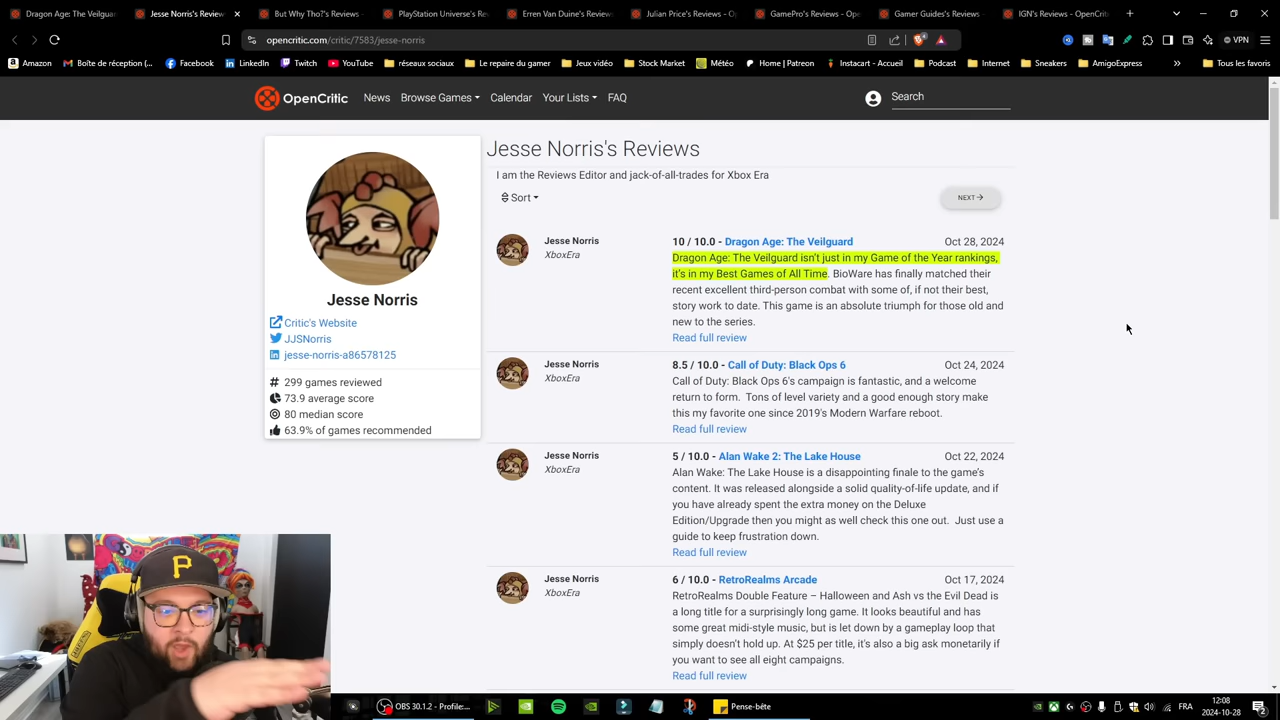 Dragon Age: The Veilguar
Jesse Norris's Reviews
But Why Tho?'s Reviews
PlayStation Universe's Re
Erren Van Duine's Reviews
Julian Price's Reviews - O
GamePro's Reviews - Ope
Gamer Guides's Reviews
IGN's Reviews - OpenCrit
opencritic.com/critic/7583/jesse-norris
VPN
Amazon
Boîte de réception (...
Facebook
LinkedIn
Twitch
YouTube
réseaux sociaux
Le repaire du gamer
Jeux vidéo
Stock Market
Météo
Home | Patreon
Instacart - Accueil
Podcast
Internet
Sneakers
AmigoExpress
Tous les favoris
OpenCritic
News
Browse Games
Calendar
Your Lists
FAQ
Search
Jesse Norris
Critic's Website
JJSNorris
jesse-norris-a86578125
299 games reviewed
73.9 average score
80 median score
63.9% of games recommended
Jesse Norris's Reviews
I am the Reviews Editor and jack-of-all-trades for Xbox Era
Sort
NEXT
Jesse Norris
XboxEra
10 / 10.0 - Dragon Age: The Veilguard
Oct 28, 2024
Dragon Age: The Veilguard isn't just in my Game of the Year rankings,
it's in my Best Games of All Time. BioWare has finally matched their
recent excellent third-person combat with some of, if not their best,
story work to date. This game is an absolute triumph for those old and
new to the series.
Read full review
Jesse Norris
XboxEra
8.5 / 10.0 - Call of Duty: Black Ops 6
Oct 24, 2024
Call of Duty: Black Ops 6's campaign is fantastic, and a welcome
return to form. Tons of level variety and a good enough story make
this my favorite one since 2019's Modern Warfare reboot.
Read full review
Jesse Norris
XboxEra
5 / 10.0 - Alan Wake 2: The Lake House
Oct 22, 2024
Alan Wake: The Lake House is a disappointing finale to the game's
content. It was released alongside a solid quality-of-life update, and if
you have already spent the extra money on the Deluxe
Edition/Upgrade then you might as well check this one out. Just use a
guide to keep frustration down.
Read full review
Jesse Norris
XboxEra
6 / 10.0 - RetroRealms Arcade
Oct 17, 2024
RetroRealms Double Feature – Halloween and Ash vs the Evil Dead is
a long title for a surprisingly long game. It looks beautiful and has
some great midi-style music, but is let down by a gameplay loop that
simply doesn't hold up. At $25 per title, it's also a big ask monetarily if
you want to see all eight campaigns.
Read full review
P
OBS 30.1.2 - Profile:...
Pense-bête
FRA
12:08
2024-10-28